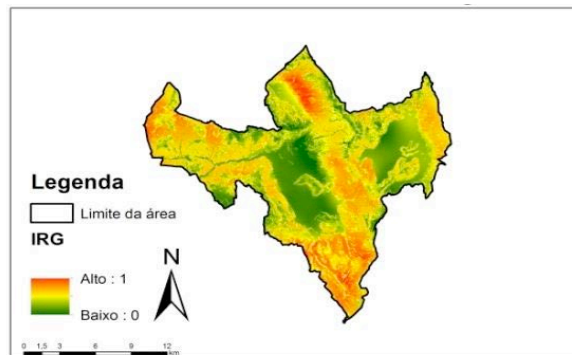 Legenda
Limite da área
IRG
Alto : 1
Baixo : 0
N
0 1,5 3 6 9 12
km